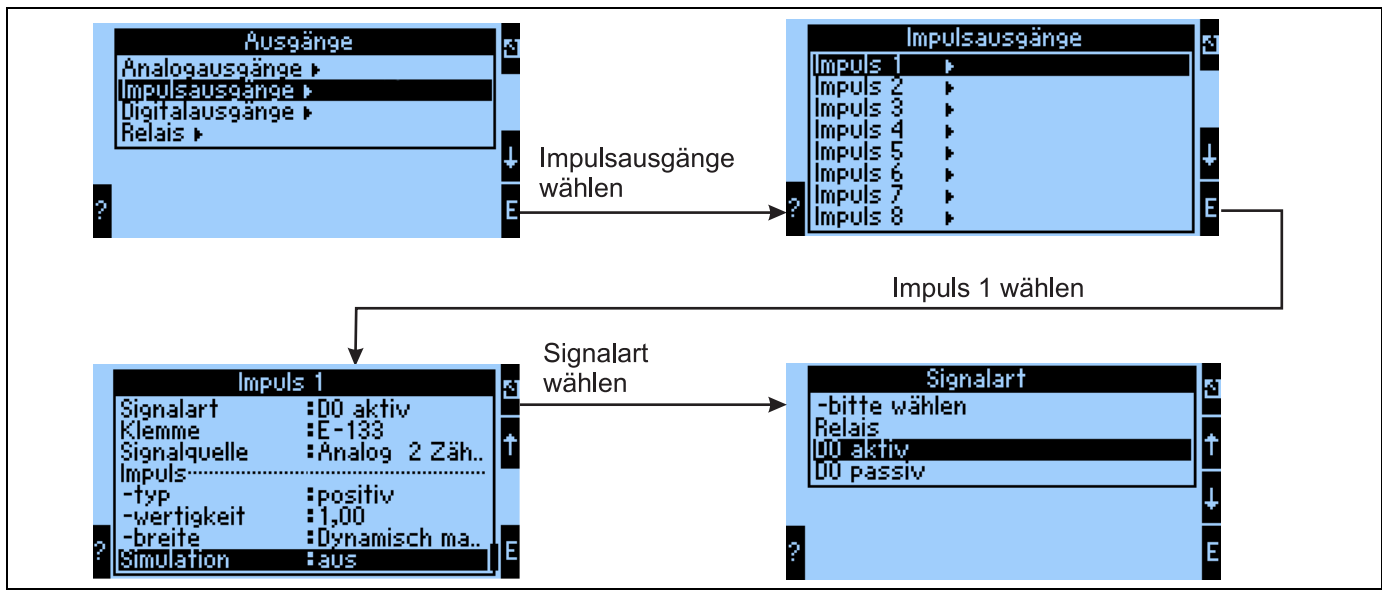 Ausgänge
Analogausgänge
Impulsausgänge
Digitalausgänge
Relais
?
E
Impulsausgänge
wählen
Impulsausgänge
Impuls 1
Impuls 2
Impuls 3
Impuls 4
Impuls 5
Impuls 6
Impuls 7
Impuls 8
?
E
Impuls 1 wählen
Impuls 1
Signalart :DO aktiv
Klemme :E-133
Signalquelle :Analog 2 Zäh..
Impuls
-typ :positiv
-wertigkeit :1,00
-breite :Dynamisch ma..
Simulation :aus
?
E
Signalart
wählen
Signalart
-bitte wählen
Relais
DO aktiv
DO passiv
?
E